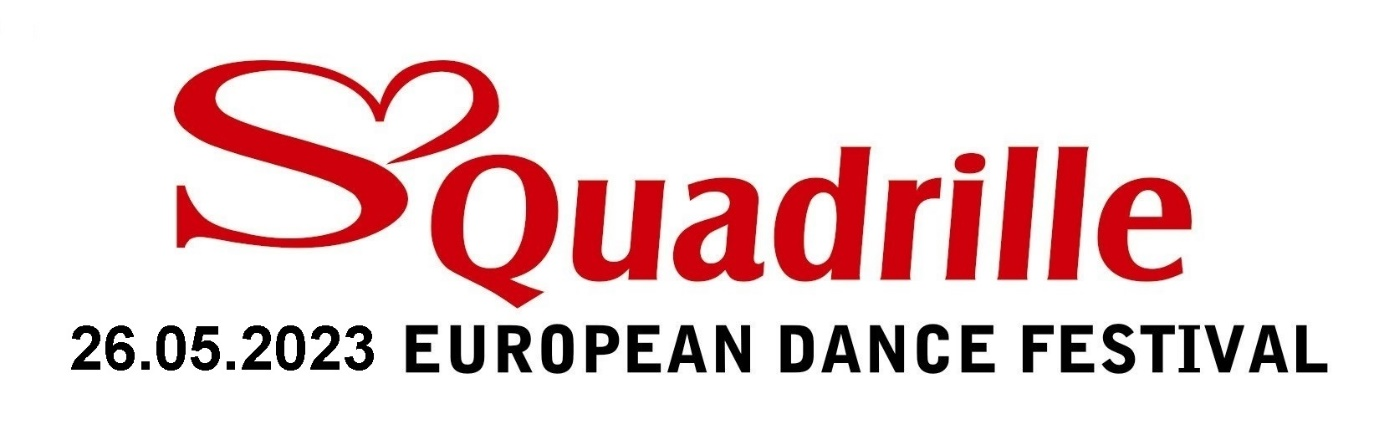 SQuadrille
26.05.2023 EUROPEAN DANCE FESTIVAL